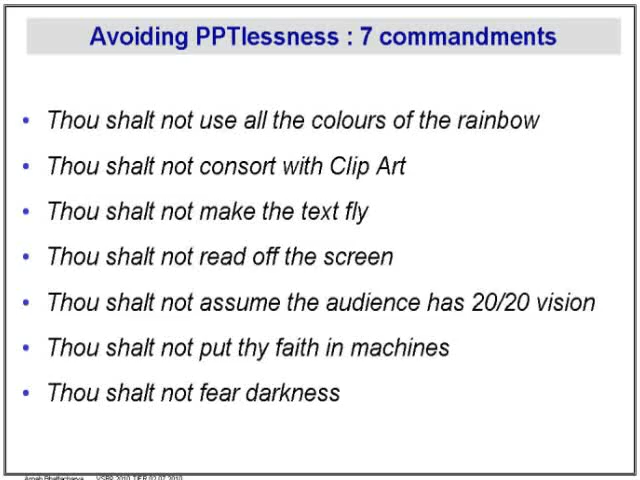 Avoiding PPTlessness : 7 commandments
• Thou shalt not use all the colours of the rainbow
• Thou shalt not consort with Clip Art
• Thou shalt not make the text fly
• Thou shalt not read off the screen
• Thou shalt not assume the audience has 20/20 vision
• Thou shalt not put thy faith in machines
• Thou shalt not fear darkness